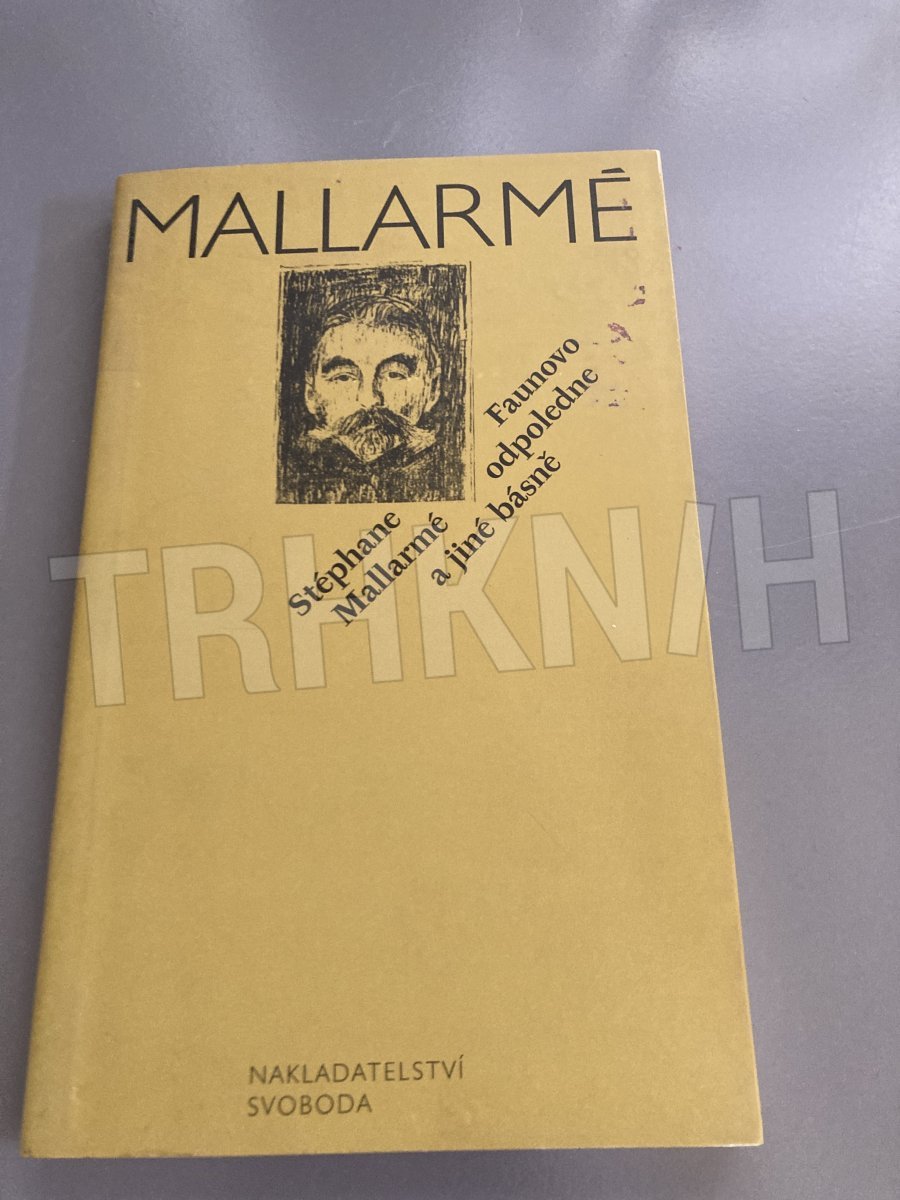 MALLARMÉ
Stéphane
Mallarmé
Faunovo
odpoledne
a jiné básně
TRHKNIH
NAKLADATELSTVÍ
SVOBODA